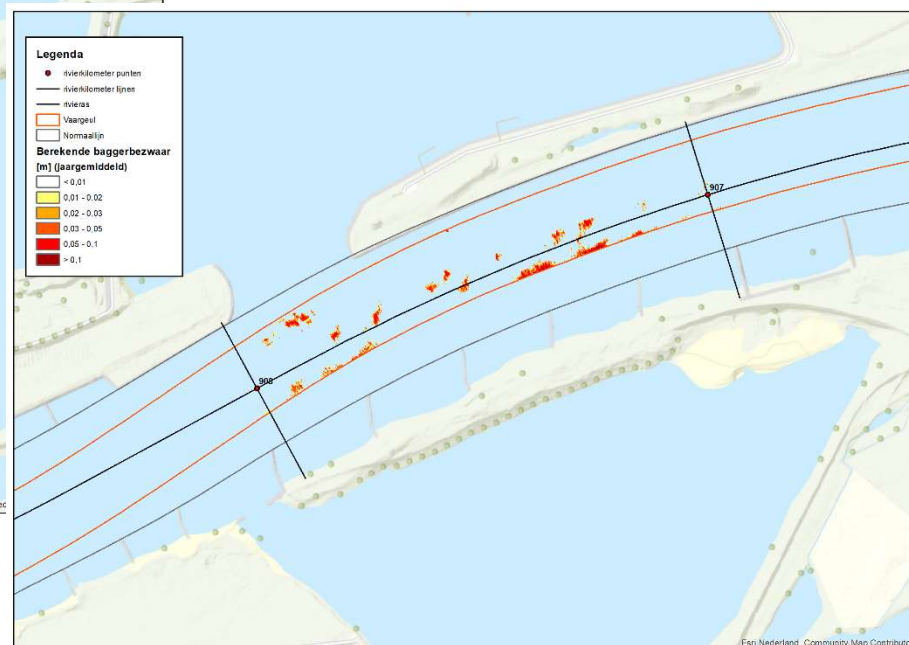 Legenda
rivierkilometer punten
rivierkilometer lijnen
rivieras
Vaargeul
Normaallijn
Berekende baggerbezwaar
[m] (jaargemiddeld)
< 0,01
0,01 - 0,02
0,02 - 0,03
0,03 - 0,05
0,05 - 0.1
> 0,1
907
908
Esri Nederland, Community Map Contributo